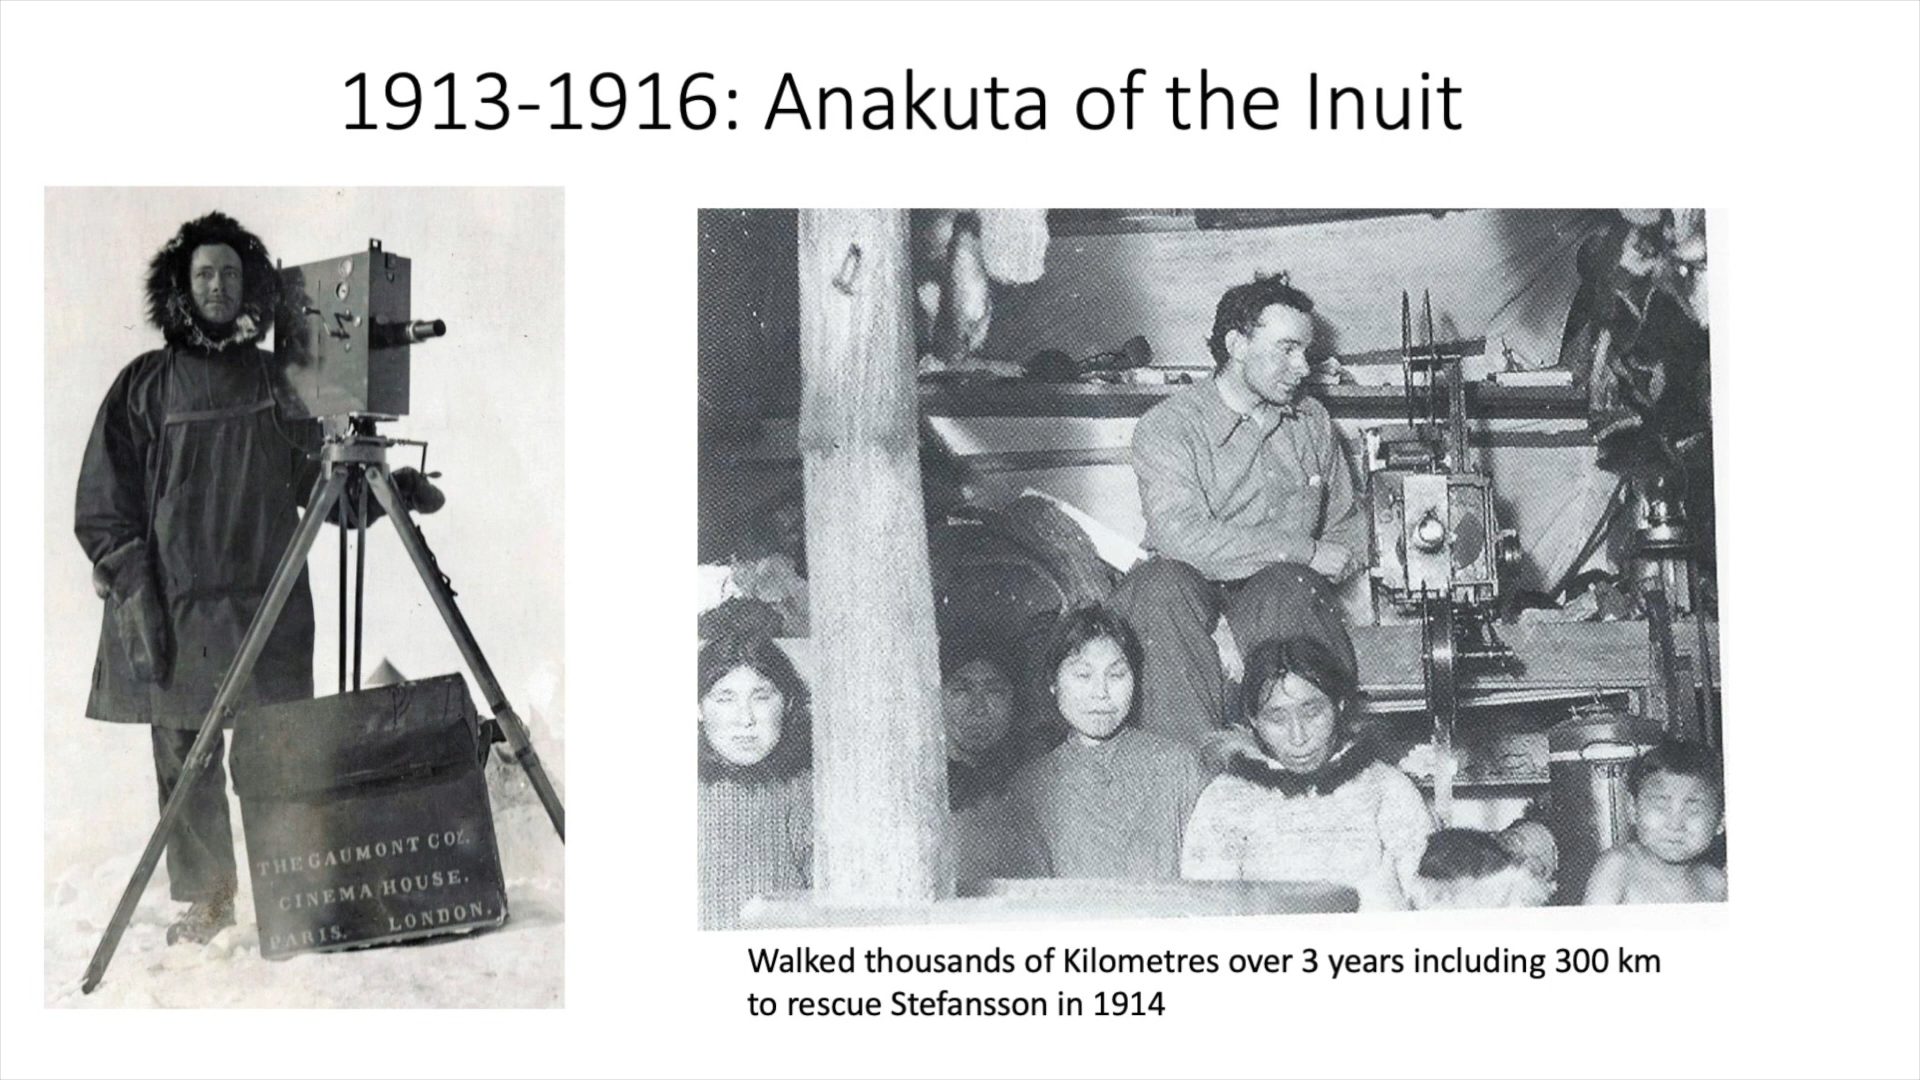 1913-1916: Anakuta of the Inuit
THE GAUMONT CO
CINEMA HOUSE.
PARIS. LONDON.
Walked thousands of Kilometres over 3 years including 300 km
to rescue Stefansson in 1914